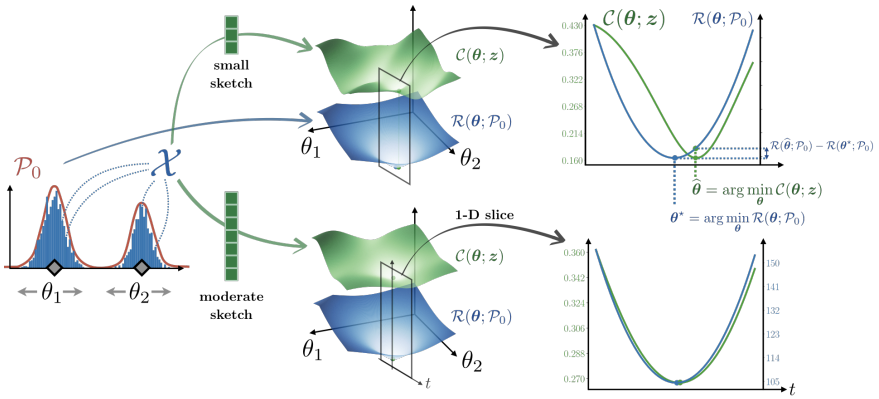 𝒫₀
𝒳
θ₁
θ₂
small
sketch
moderate
sketch
𝒞(θ; z)
ℛ(θ; 𝒫₀)
θ₁
θ₂
1-D slice
𝒞(θ; z)
ℛ(θ; 𝒫₀)
θ₁
θ₂
t
𝒞(θ; z)
ℛ(θ; 𝒫₀)
0.430
0.376
0.322
0.268
0.214
0.160
ℛ(θ̂; 𝒫₀) − ℛ(θ*; 𝒫₀)
θ̂ = arg min 𝒞(θ; z)
θ
θ* = arg min ℛ(θ; 𝒫₀)
θ
0.360
0.342
0.324
0.306
0.288
0.270
150
141
132
123
114
105
t